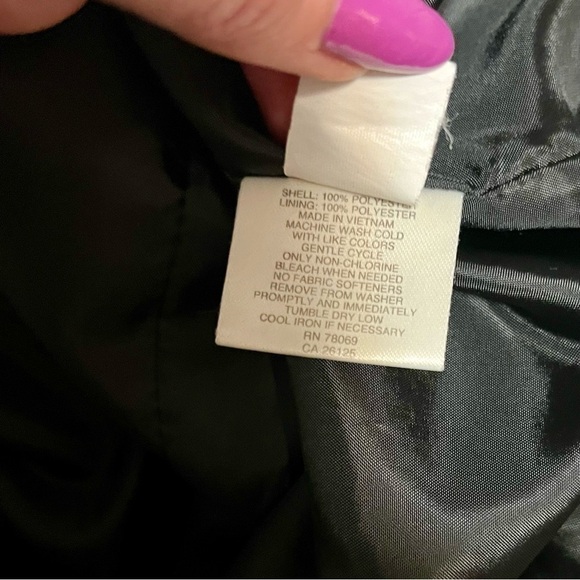 SHELL: 100% POLYESTER
LINING: 100% POLYESTER
MADE IN VIETNAM
MACHINE WASH COLD
WITH LIKE COLORS
GENTLE CYCLE
ONLY NON-CHLORINE
BLEACH WHEN NEEDED
NO FABRIC SOFTENERS
REMOVE FROM WASHER
PROMPTLY AND IMMEDIATELY
TUMBLE DRY LOW
COOL IRON IF NECESSARY
RN 78069
CA 26125